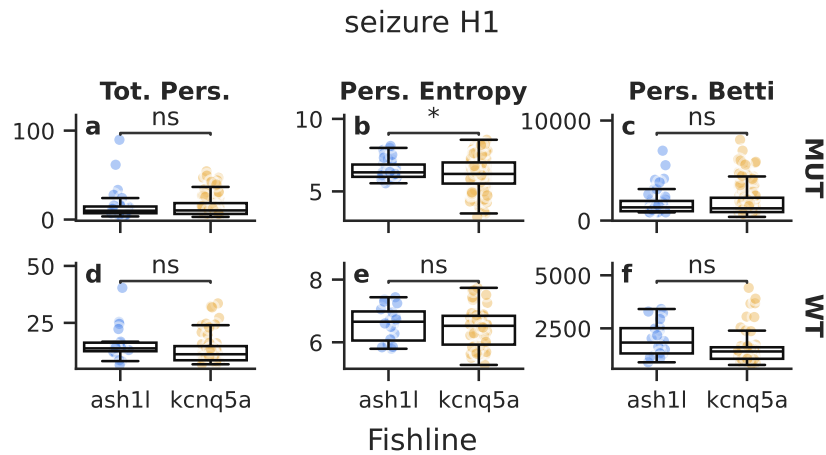 seizure H1
Tot. Pers. Pers. Entropy Pers. Betti
a ns b * c ns
100
0
10
5
10000
0
MUT
d ns e ns f ns
50
25
8
6
5000
2500
WT
ash1l kcnq5a ash1l kcnq5a ash1l kcnq5a
Fishline